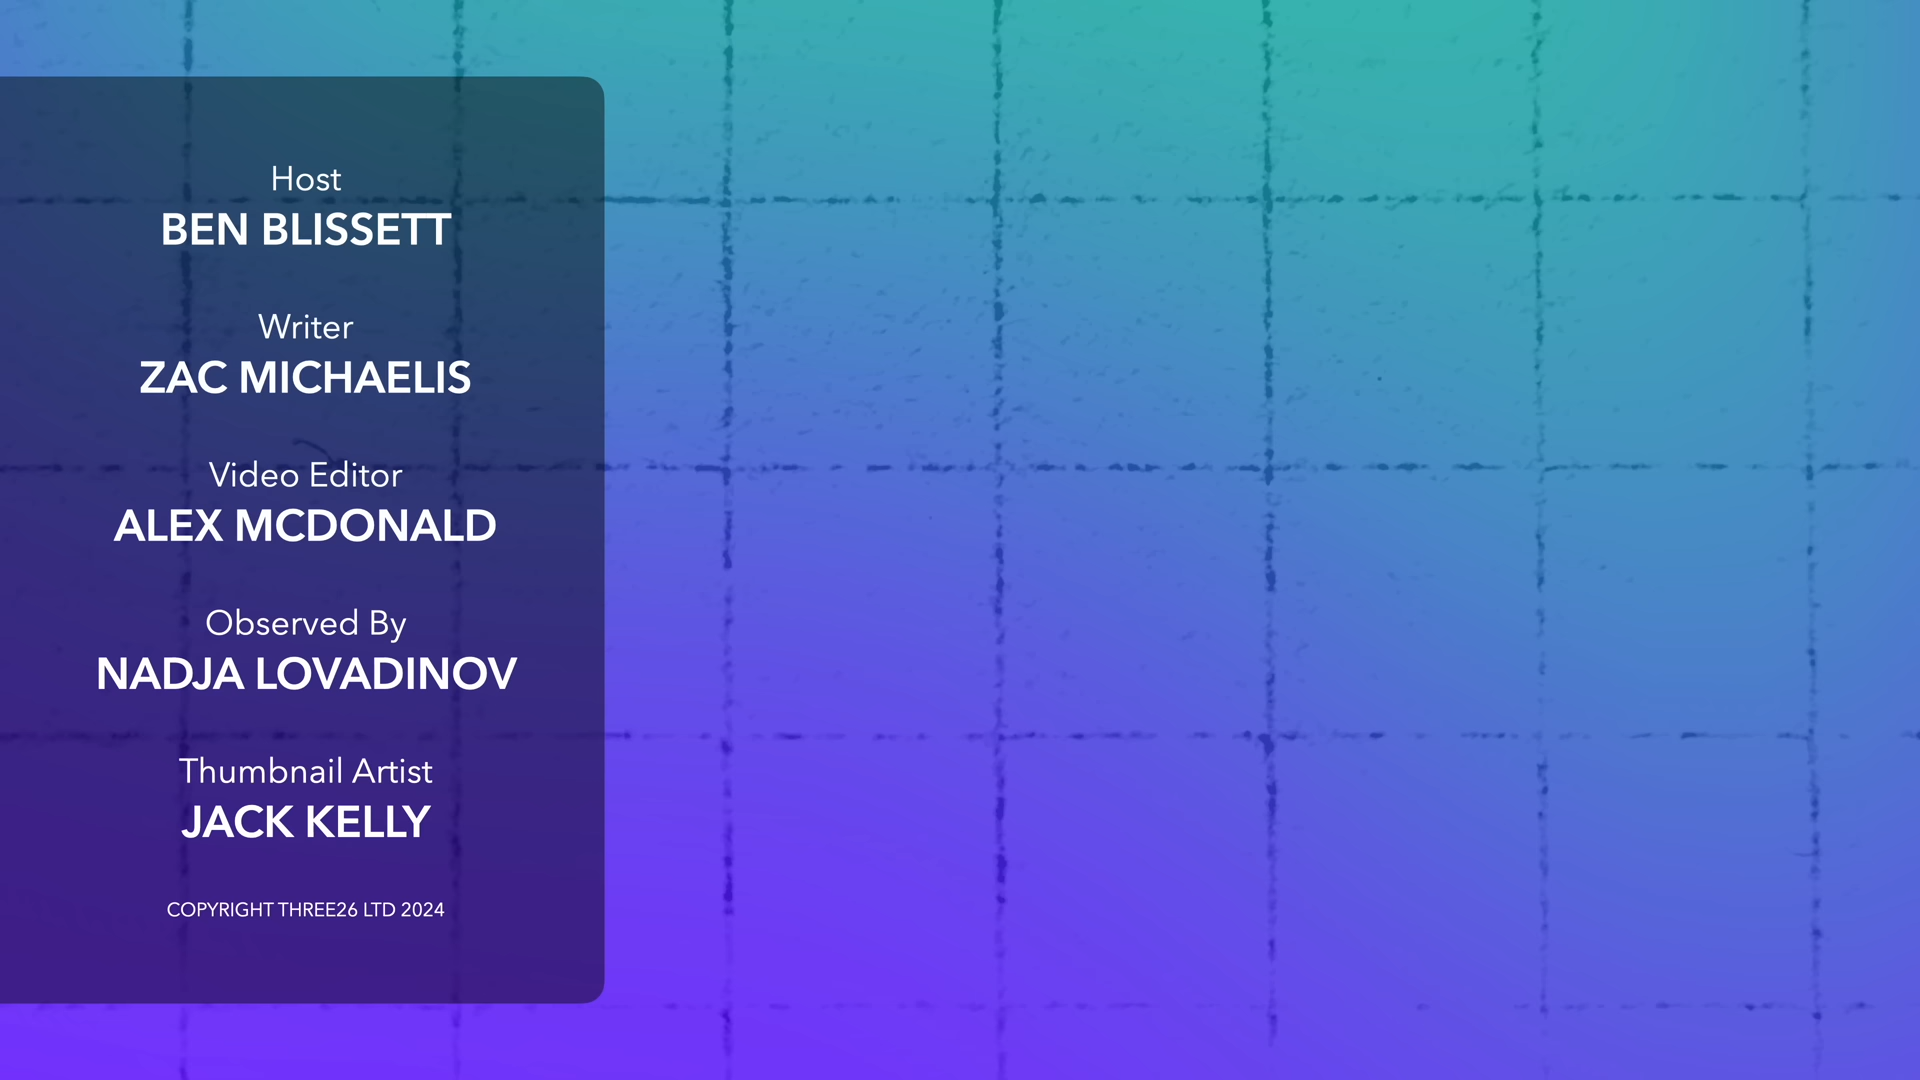 Host
BEN BLISSETT
Writer
ZAC MICHAELIS
Video Editor
ALEX MCDONALD
Observed By
NADJA LOVADINOV
Thumbnail Artist
JACK KELLY
COPYRIGHT THREE26 LTD 2024